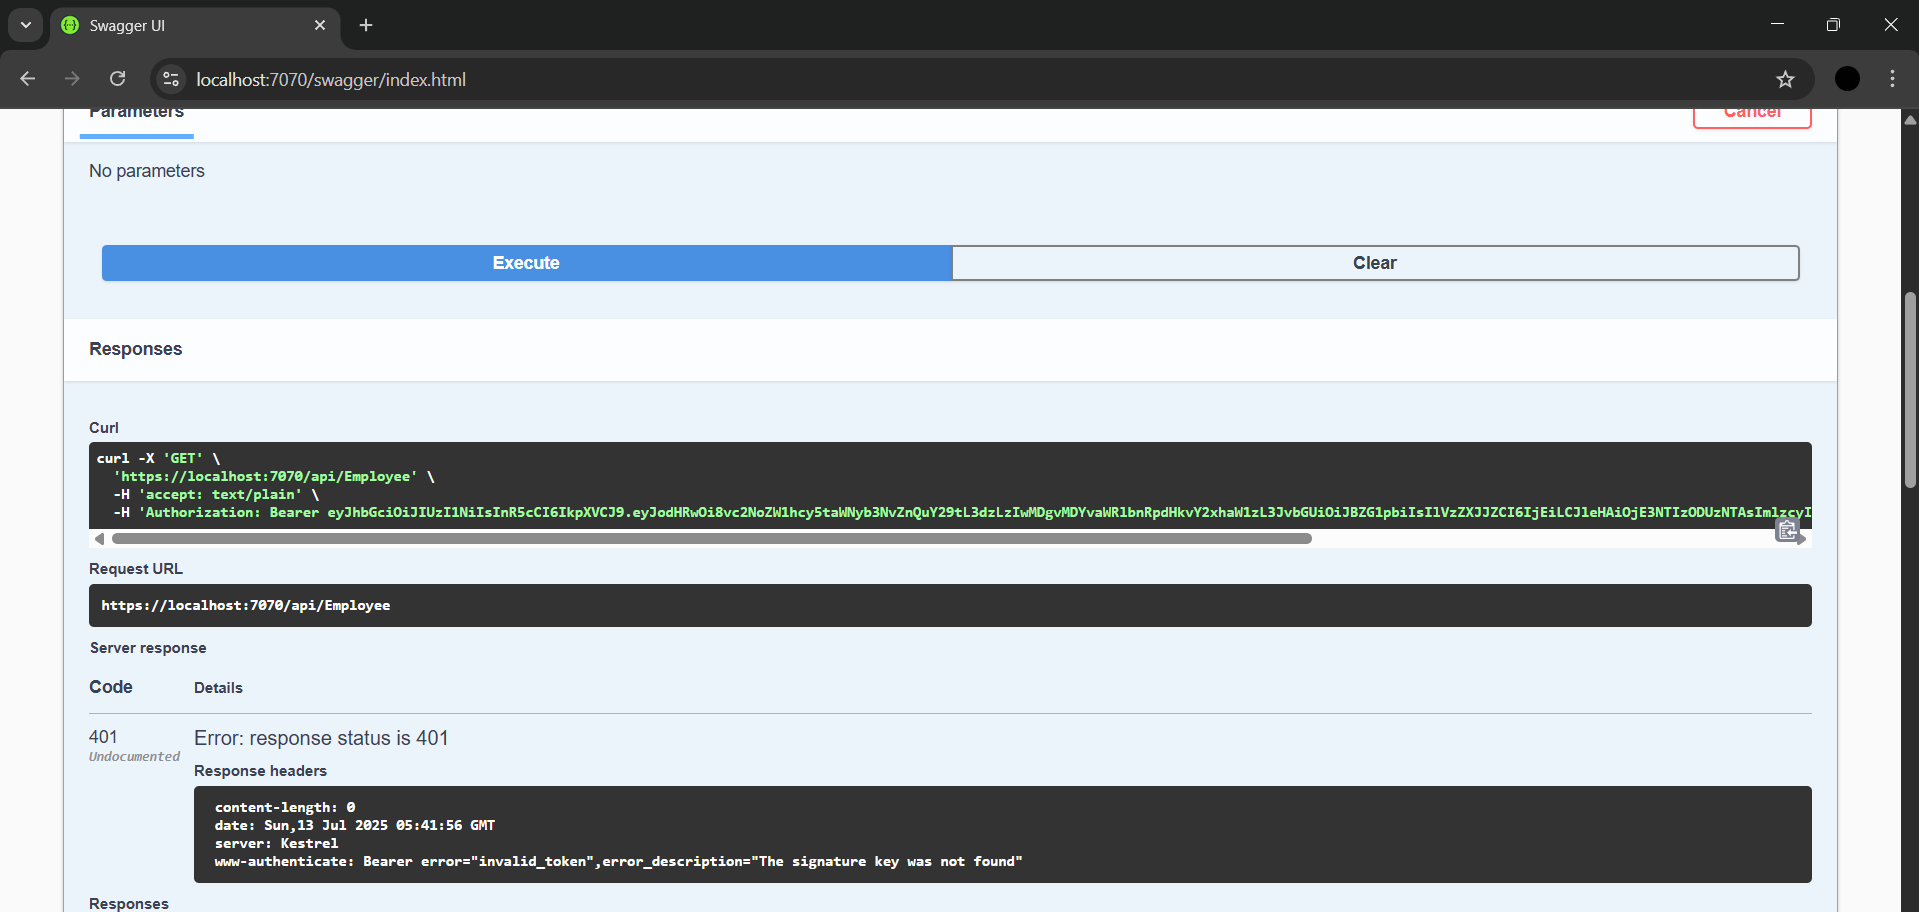 Swagger UI
localhost:7070/swagger/index.html
Parameters
Cancel
No parameters
Execute
Clear
Responses
Curl
curl -X 'GET' \
'https://localhost:7070/api/Employee' \
-H 'accept: text/plain' \
-H 'Authorization: Bearer eyJhbGciOiJIUzI1NiIsInR5cCI6IkpXVCJ9.eyJodHRwOi8vc2NoZW1hcy5taWNyb3NvZnQuY29tL3dzLzIwMDgvMDYvaWRlbnRpdHkvY2xhaW1zL3JvbGUiOiJBZG1pbiIsIlVzZXJJZCI6IjEiLCJleHAiOjE3NTIzODUzNTAsImlzcyI
Request URL
https://localhost:7070/api/Employee
Server response
Code
Details
401
Undocumented
Error: response status is 401
Response headers
content-length: 0
date: Sun,13 Jul 2025 05:41:56 GMT
server: Kestrel
www-authenticate: Bearer error="invalid_token",error_description="The signature key was not found"
Responses